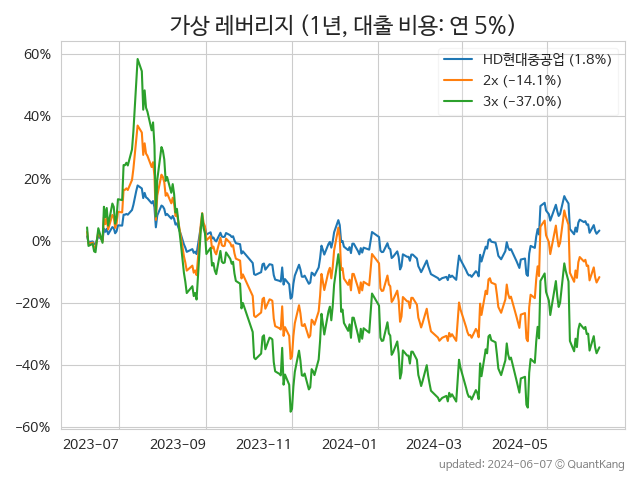 가상 레버리지 (1년, 대출 비용: 연 5%)
HD현대중공업 (1.8%)
2x (−14.1%)
3x (−37.0%)
60%
40%
20%
0%
−20%
−40%
−60%
2023-07
2023-09
2023-11
2024-01
2024-03
2024-05
updated: 2024-06-07 © QuantKang